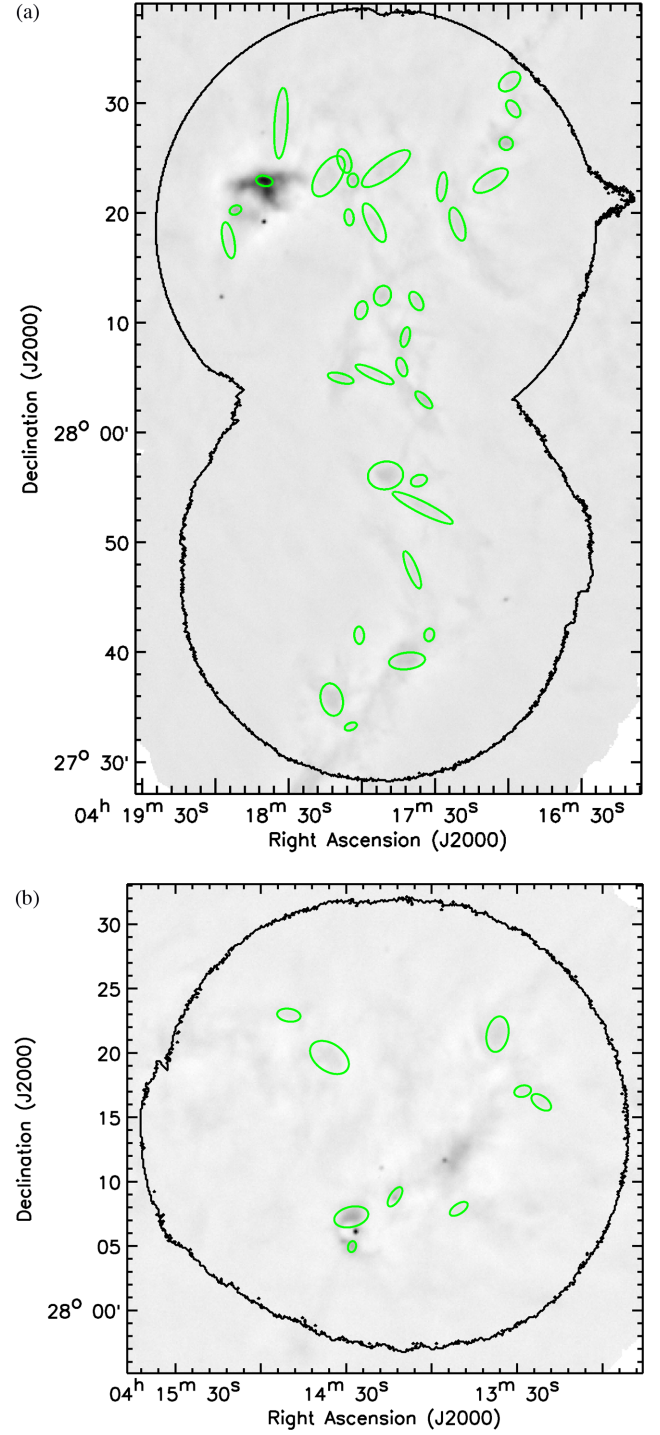 (a)
30
20
10
28° 00'
50
40
27° 30'
Declination (J2000)
04ʰ 19ᵐ 30ˢ 18ᵐ 30ˢ 17ᵐ 30ˢ 16ᵐ 30ˢ
Right Ascension (J2000)
(b)
30
25
20
15
10
05
28° 00'
Declination (J2000)
04ʰ 15ᵐ 30ˢ 14ᵐ 30ˢ 13ᵐ 30ˢ
Right Ascension (J2000)